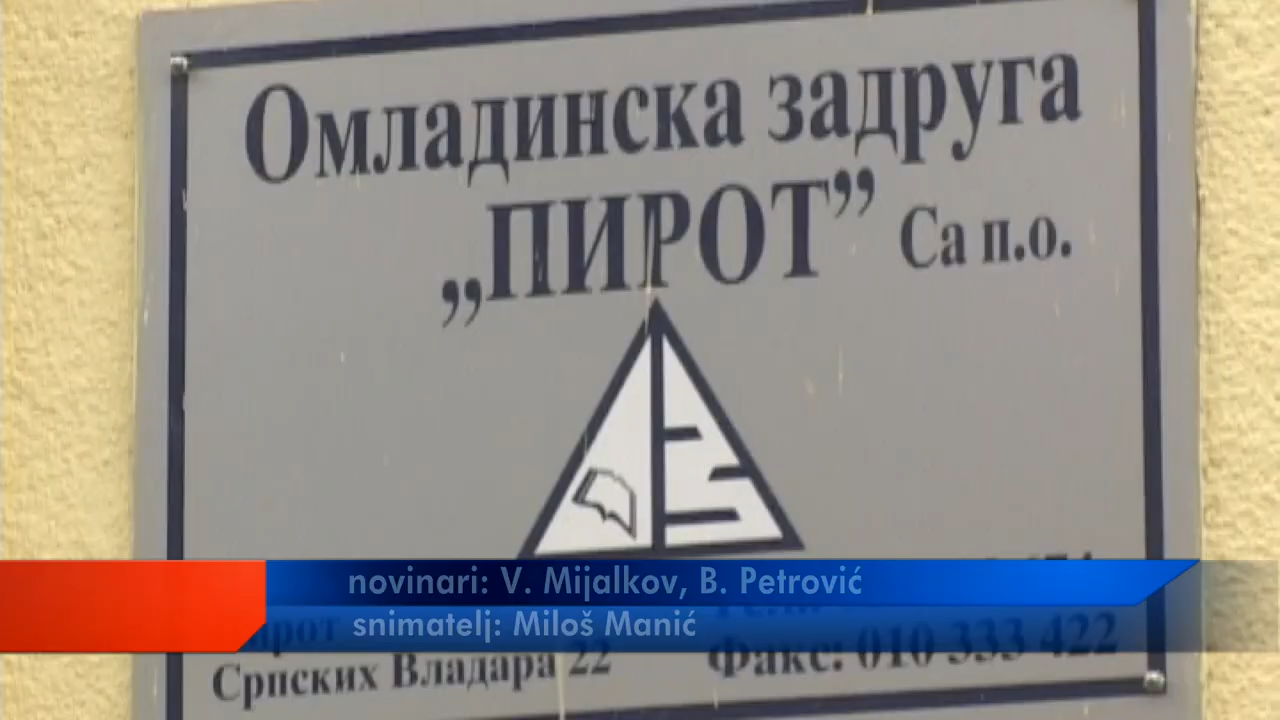 Омладинска задруга
„ПИРОТ” Са п.о.
novinari: V. Mijalkov, B. Petrović
snimatelj: Miloš Manić
Српских Владара 22
Факс: 010 333 422